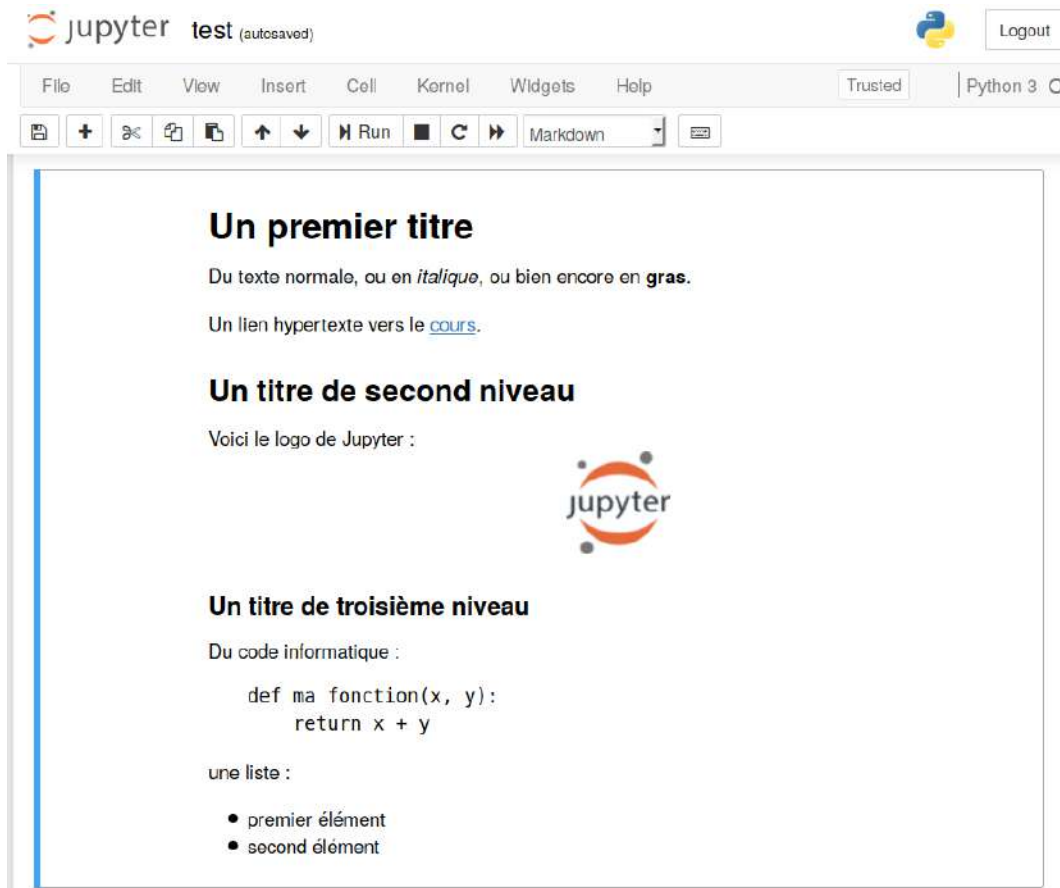 jupyter test (autosaved)
Logout
File Edit View Insert Cell Kernel Widgets Help Trusted Python 3
Run Markdown
Un premier titre
Du texte normale, ou en italique, ou bien encore en gras.
Un lien hypertexte vers le cours.
Un titre de second niveau
Voici le logo de Jupyter :
jupyter
Un titre de troisième niveau
Du code informatique :
def ma fonction(x, y):
return x + y
une liste :
• premier élément
• second élément